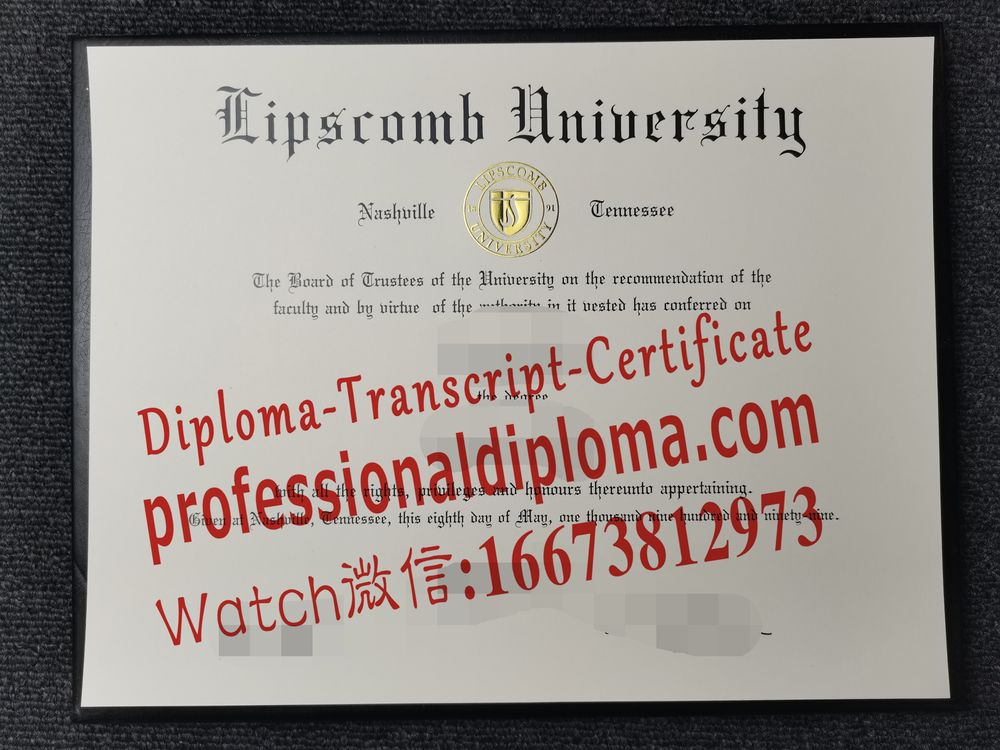 Lipscomb University
LIPSCOMB
Nashville
Tennessee
18 91
UNIVERSITY
The Board of Trustees of the University on the recommendation of the
faculty and by virtue of the authority in it vested has conferred on
Diploma-Transcript-Certificate
the degree
professionaldiploma.com
with all the rights, privileges and honours thereunto appertaining.
Given at Nashville, Tennessee, this eighth day of May, one thousand nine hundred and ninety-nine.
Watch微信:16673812973